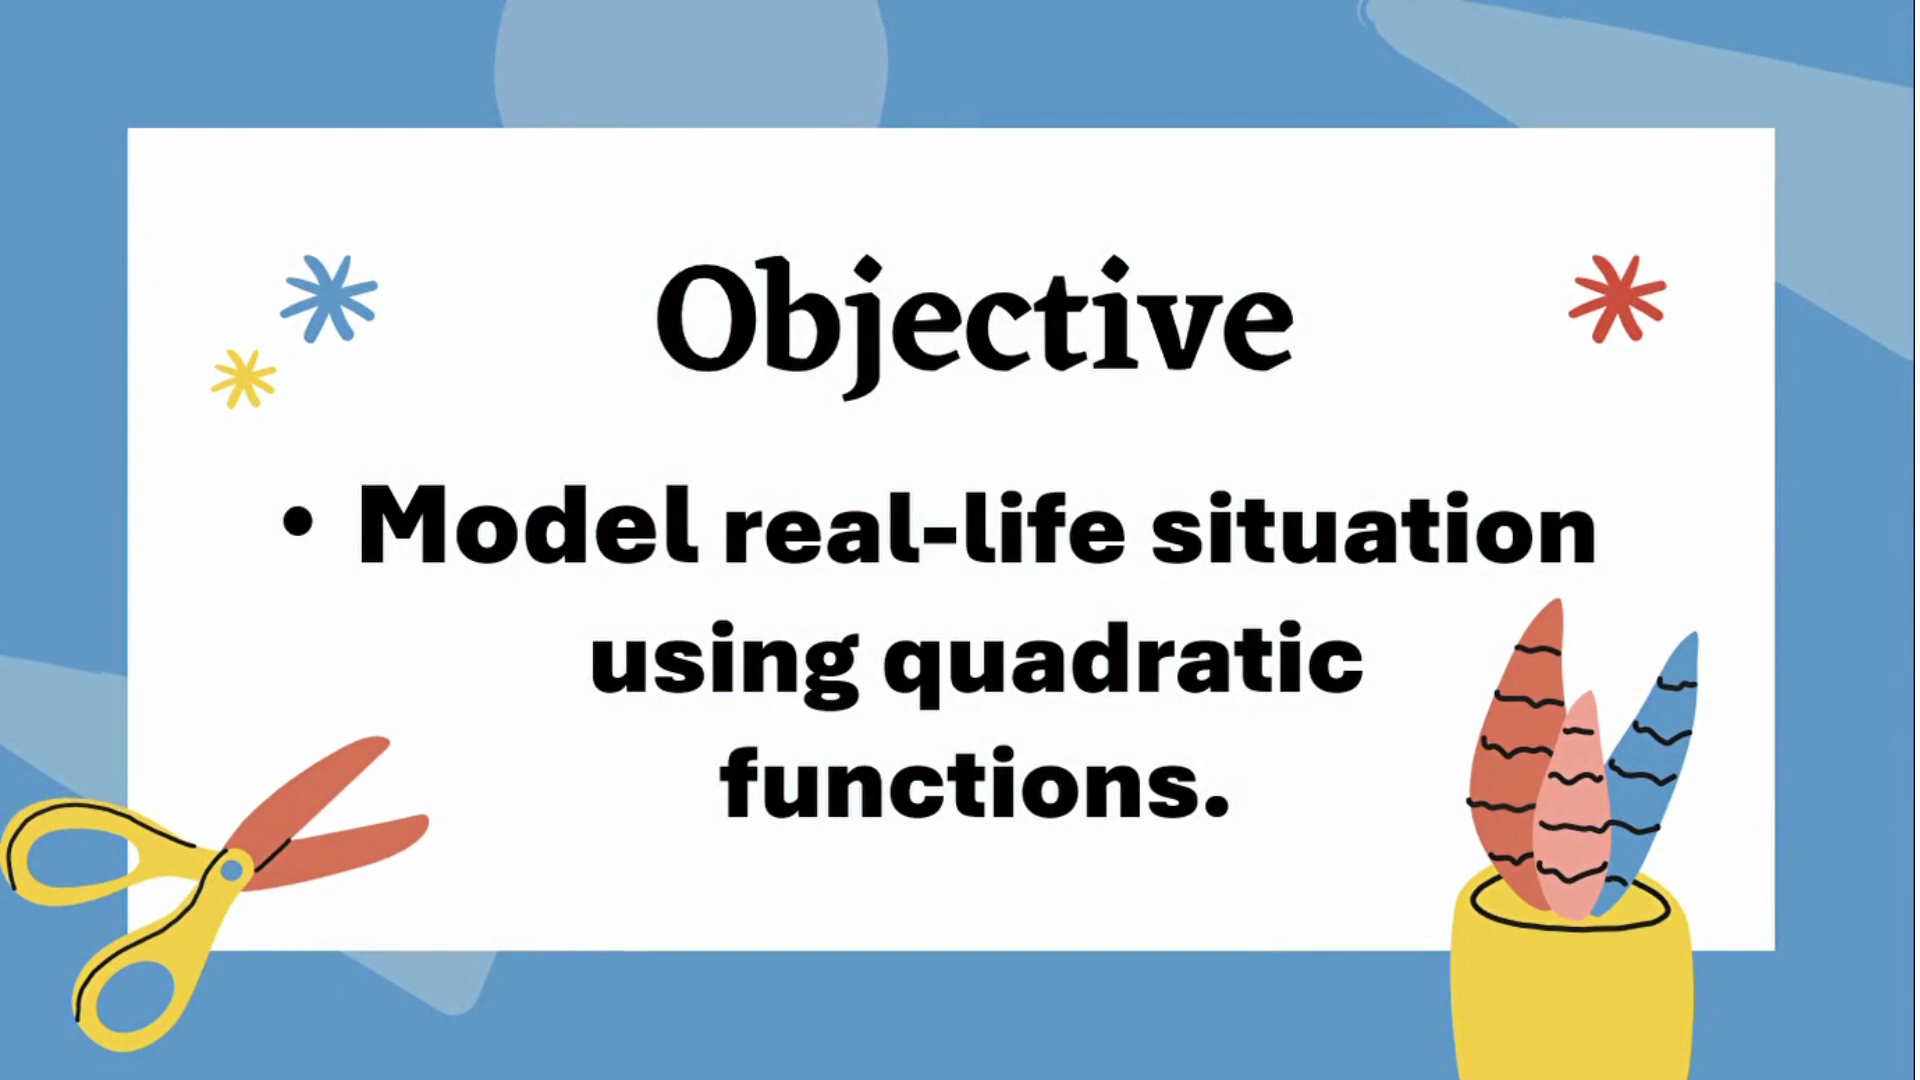 Objective
• Model real-life situation
using quadratic
functions.